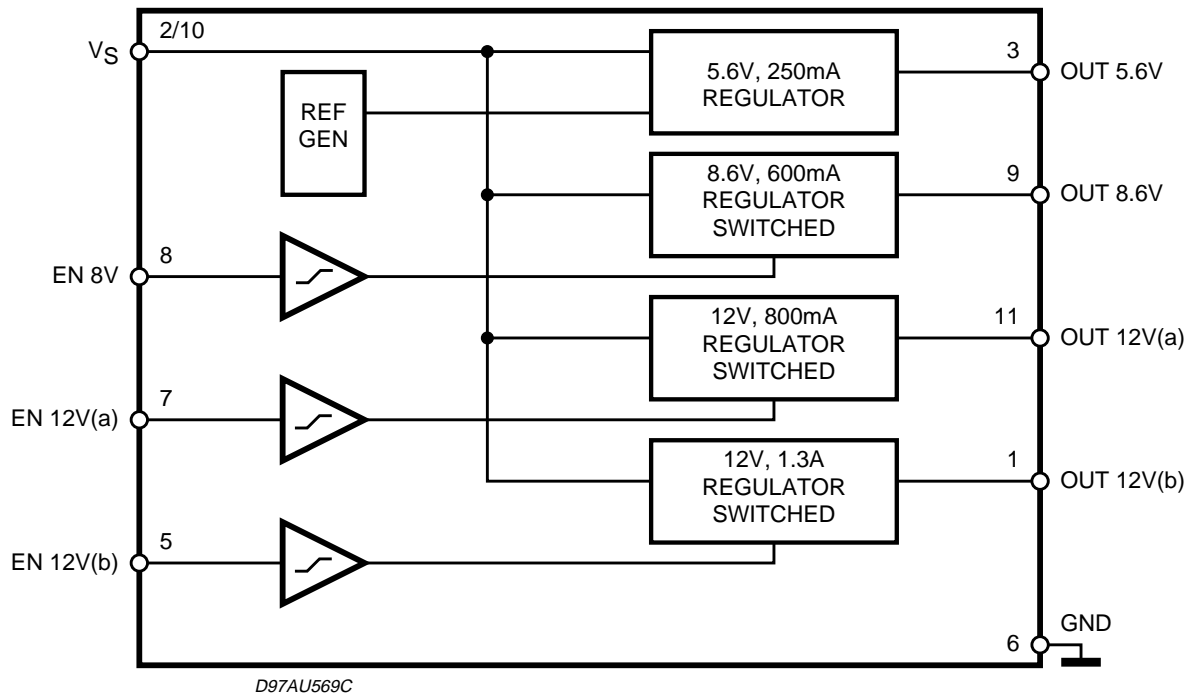 2/10
VS
5.6V, 250mA
REGULATOR
3
OUT 5.6V
REF
GEN
8.6V, 600mA
REGULATOR
SWITCHED
9
OUT 8.6V
8
EN 8V
12V, 800mA
REGULATOR
SWITCHED
11
OUT 12V(a)
7
EN 12V(a)
12V, 1.3A
REGULATOR
SWITCHED
1
OUT 12V(b)
5
EN 12V(b)
6
GND
D97AU569C